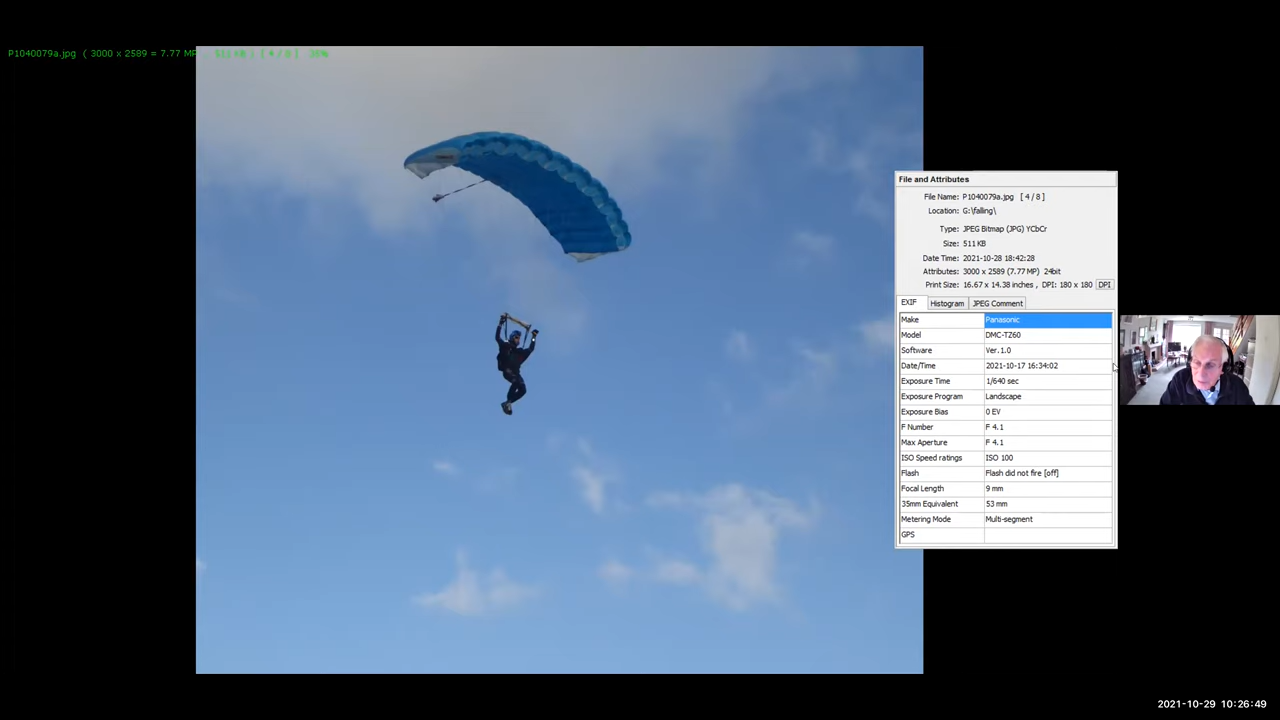 P1040079a.jpg ( 3000 x 2589 = 7.77 MP / 511 KB ) [ 4 / 8 ] 26%
File and Attributes
File Name: P1040079a.jpg [ 4 / 8 ]
Location: G:\falling\
Type: JPEG Bitmap (JPG) YCbCr
Size: 511 KB
Date Time: 2021-10-28 18:42:28
Attributes: 3000 x 2589 (7.77 MP) 24bit
Print Size: 16.67 x 14.38 inches , DPI: 180 x 180 DPI
EXIF Histogram JPEG Comment
Make Panasonic
Model DMC-TZ60
Software Ver.1.0
Date/Time 2021-10-17 16:34:02
Exposure Time 1/640 sec
Exposure Program Landscape
Exposure Bias 0 EV
F Number F 4.1
Max Aperture F 4.1
ISO Speed ratings ISO 100
Flash Flash did not fire [off]
Focal Length 9 mm
35mm Equivalent 53 mm
Metering Mode Multi-segment
GPS
2021-10-29 10:26:49